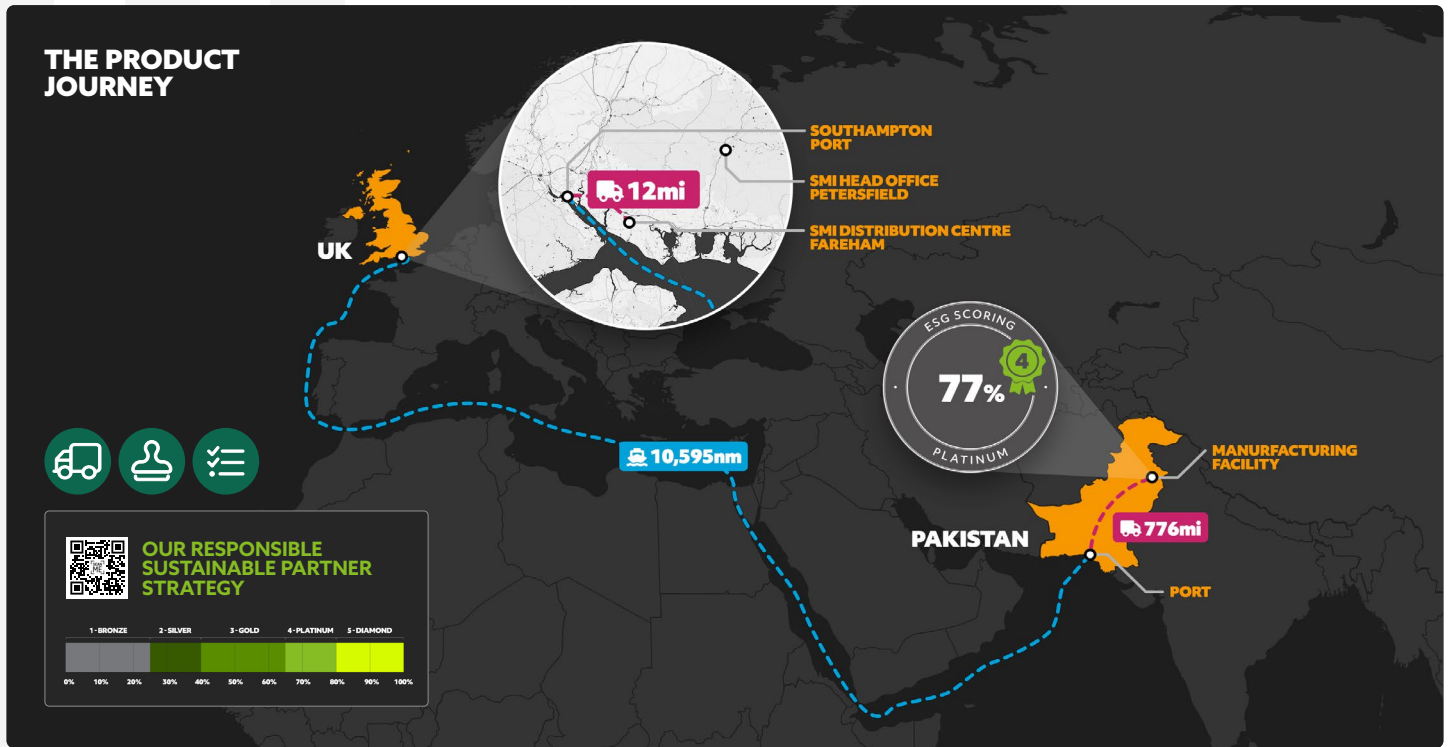 THE PRODUCT
JOURNEY
SOUTHAMPTON
PORT
12mi
SMI HEAD OFFICE
PETERSFIELD
SMI DISTRIBUTION CENTRE
FAREHAM
UK
ESG SCORING
4
77%
PLATINUM
10,595nm
MANURFACTURING
FACILITY
776mi
PAKISTAN
PORT
OUR RESPONSIBLE
SUSTAINABLE PARTNER
STRATEGY
1 - BRONZE 2 - SILVER 3 - GOLD 4 - PLATINUM 5 - DIAMOND
0% 10% 20% 30% 40% 50% 60% 70% 80% 90% 100%